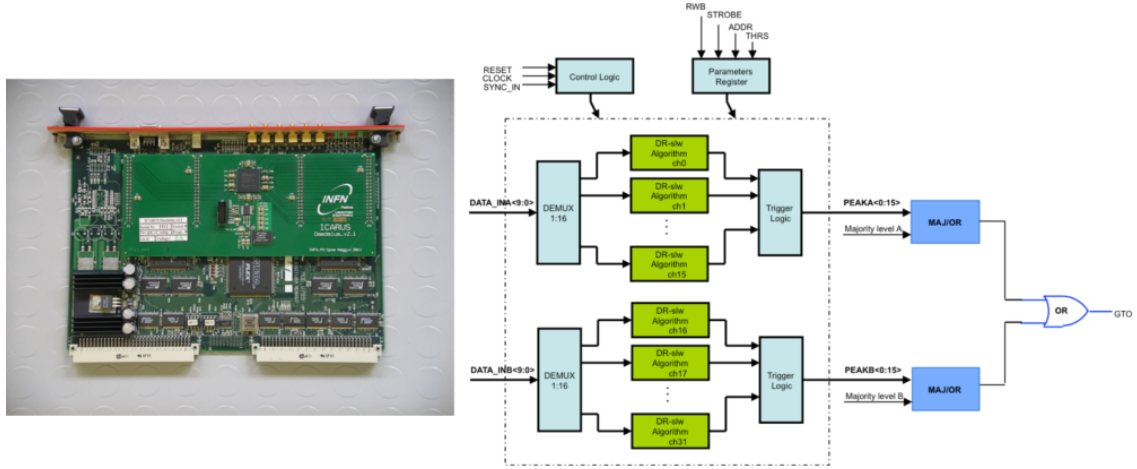 INFN
ICARUS
RWB
STROBE
ADDR
THRS
RESET
CLOCK
SYNC_IN
Control Logic
Parameters
Register
DATA_INA<9:0>
DEMUX
1:16
DR-slw
Algorithm
ch0
DR-slw
Algorithm
ch1
DR-slw
Algorithm
ch15
Trigger
Logic
PEAKA<0:15>
Majority level A
MAJ/OR
DATA_INB<9:0>
DEMUX
1:16
DR-slw
Algorithm
ch16
DR-slw
Algorithm
ch17
DR-slw
Algorithm
ch31
Trigger
Logic
PEAKB<0:15>
Majority level B
MAJ/OR
OR
GTO